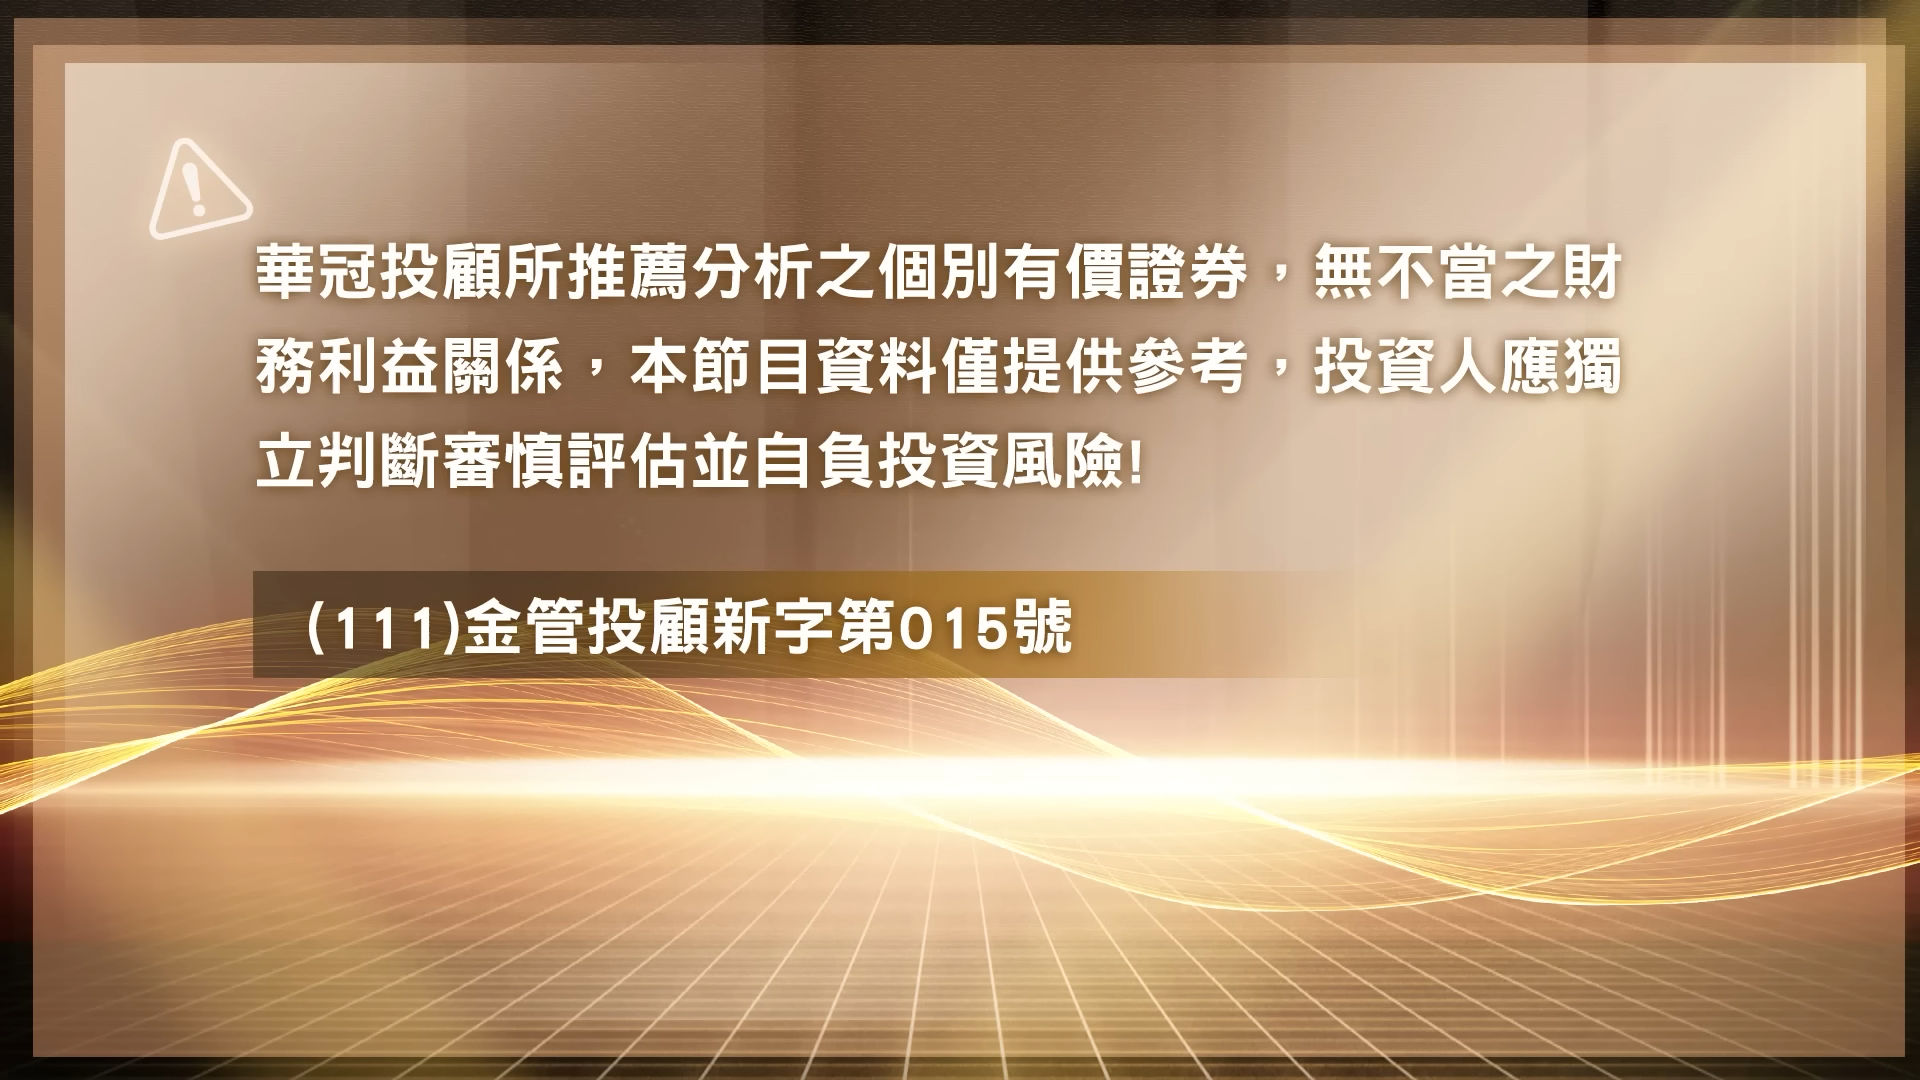 華冠投顧所推薦分析之個別有價證券，無不當之財
務利益關係，本節目資料僅提供參考，投資人應獨
立判斷審慎評估並自負投資風險!
(111)金管投顧新字第015號